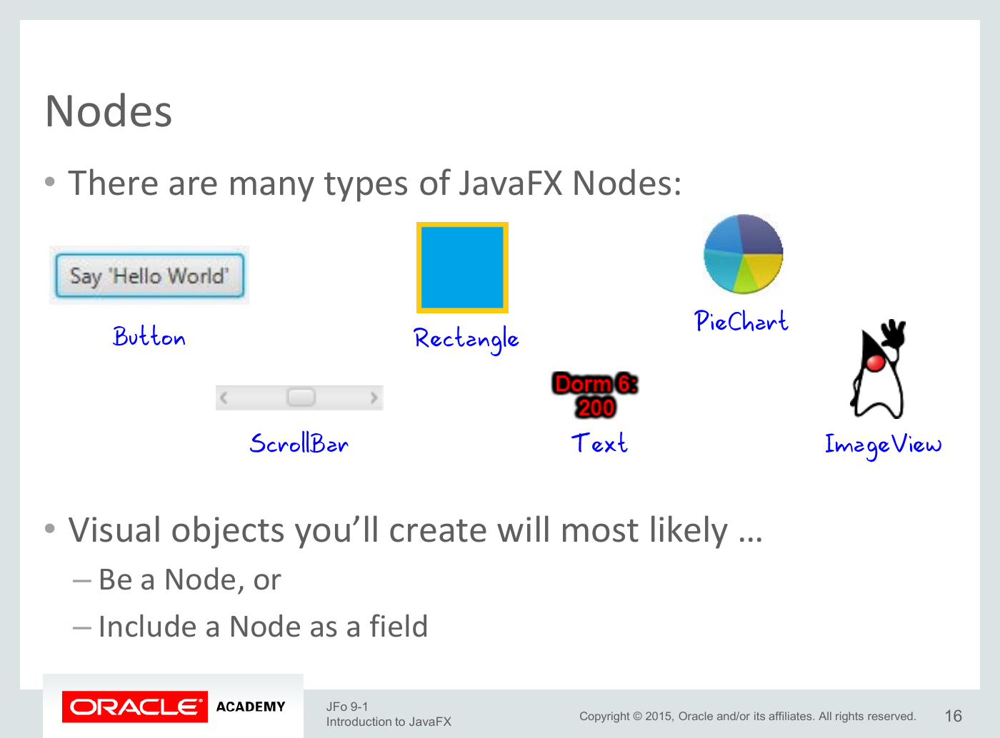 Nodes
• There are many types of JavaFX Nodes:
Say 'Hello World'
Button
Rectangle
PieChart
ScrollBar
Dorm 6:
200
Text
ImageView
• Visual objects you’ll create will most likely …
– Be a Node, or
– Include a Node as a field
ORACLE ACADEMY
JFo 9-1
Introduction to JavaFX
Copyright © 2015, Oracle and/or its affiliates. All rights reserved.
16